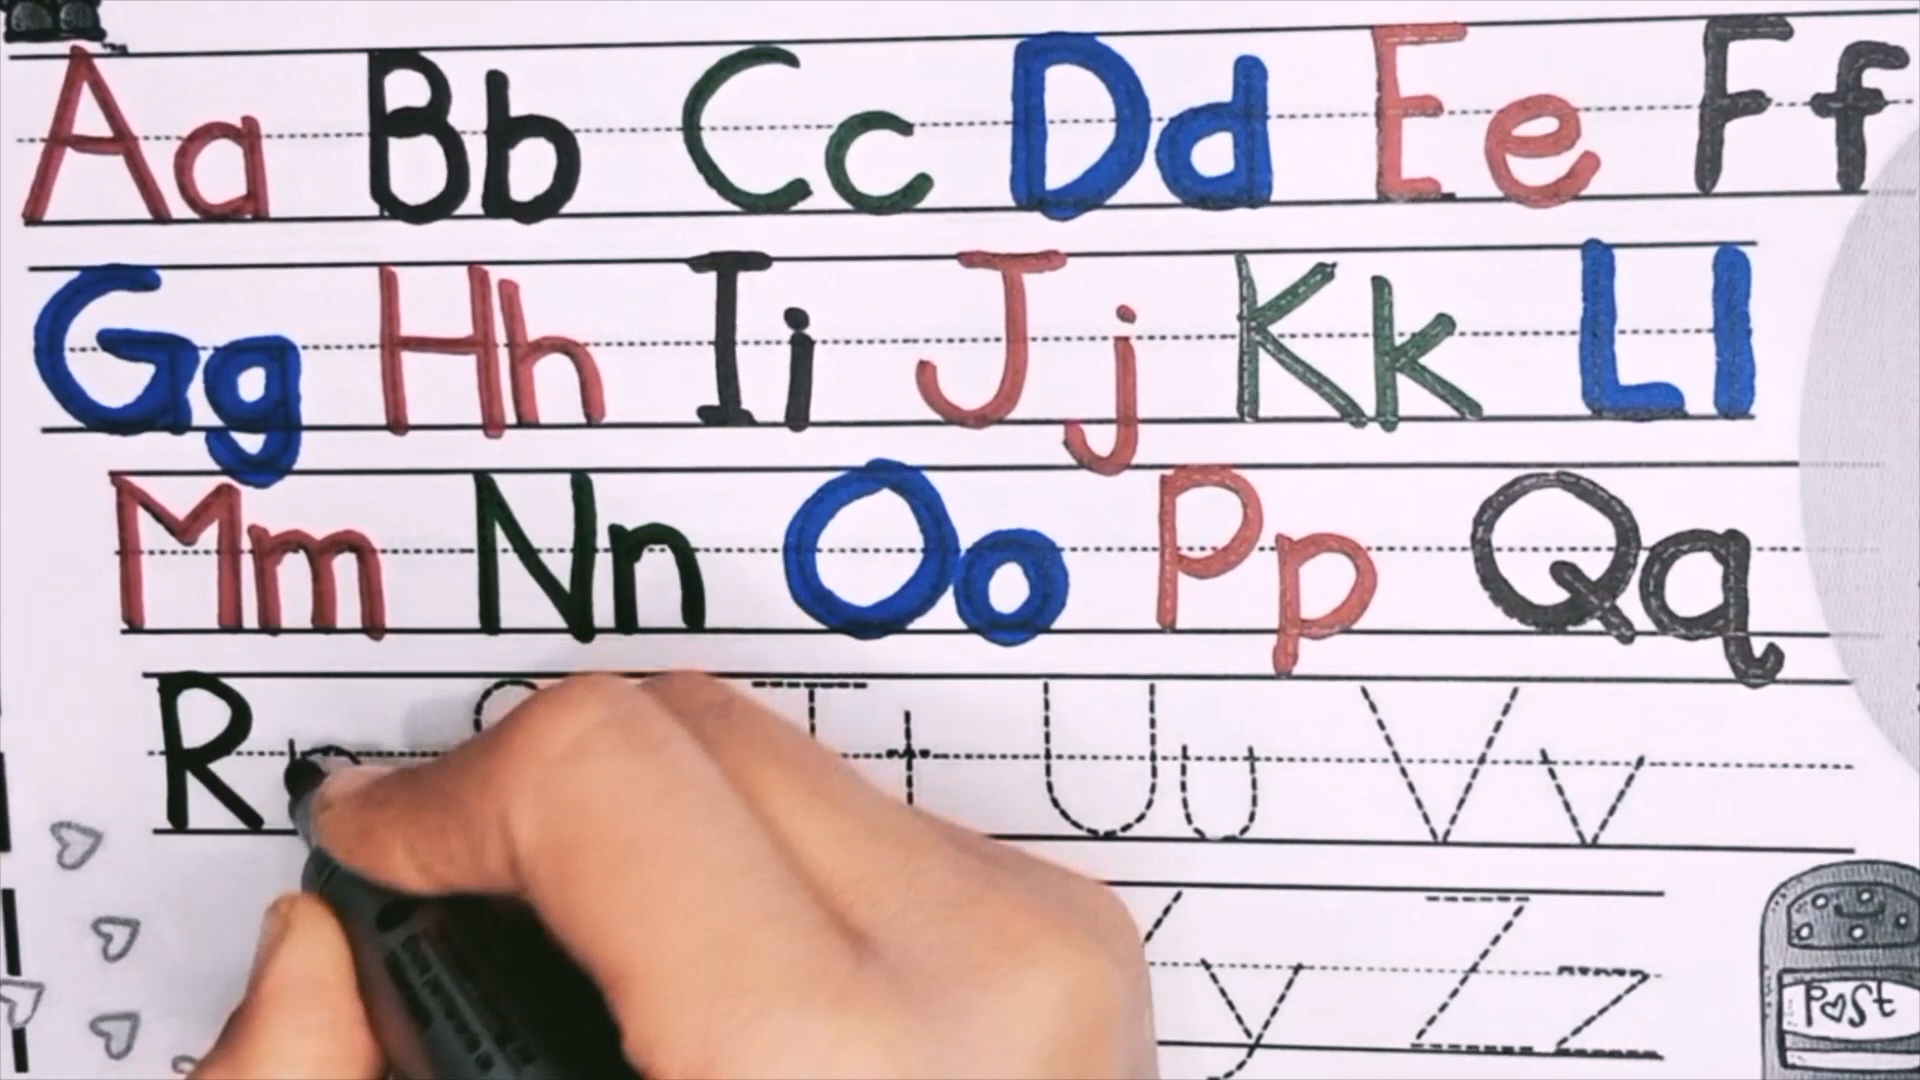 Aa Bb Cc Dd Ee Ff
Gg Hh Ii Jj Kk Ll
Mm Nn Oo Pp Qq
R r T t Uu Vv
y Zz
Post